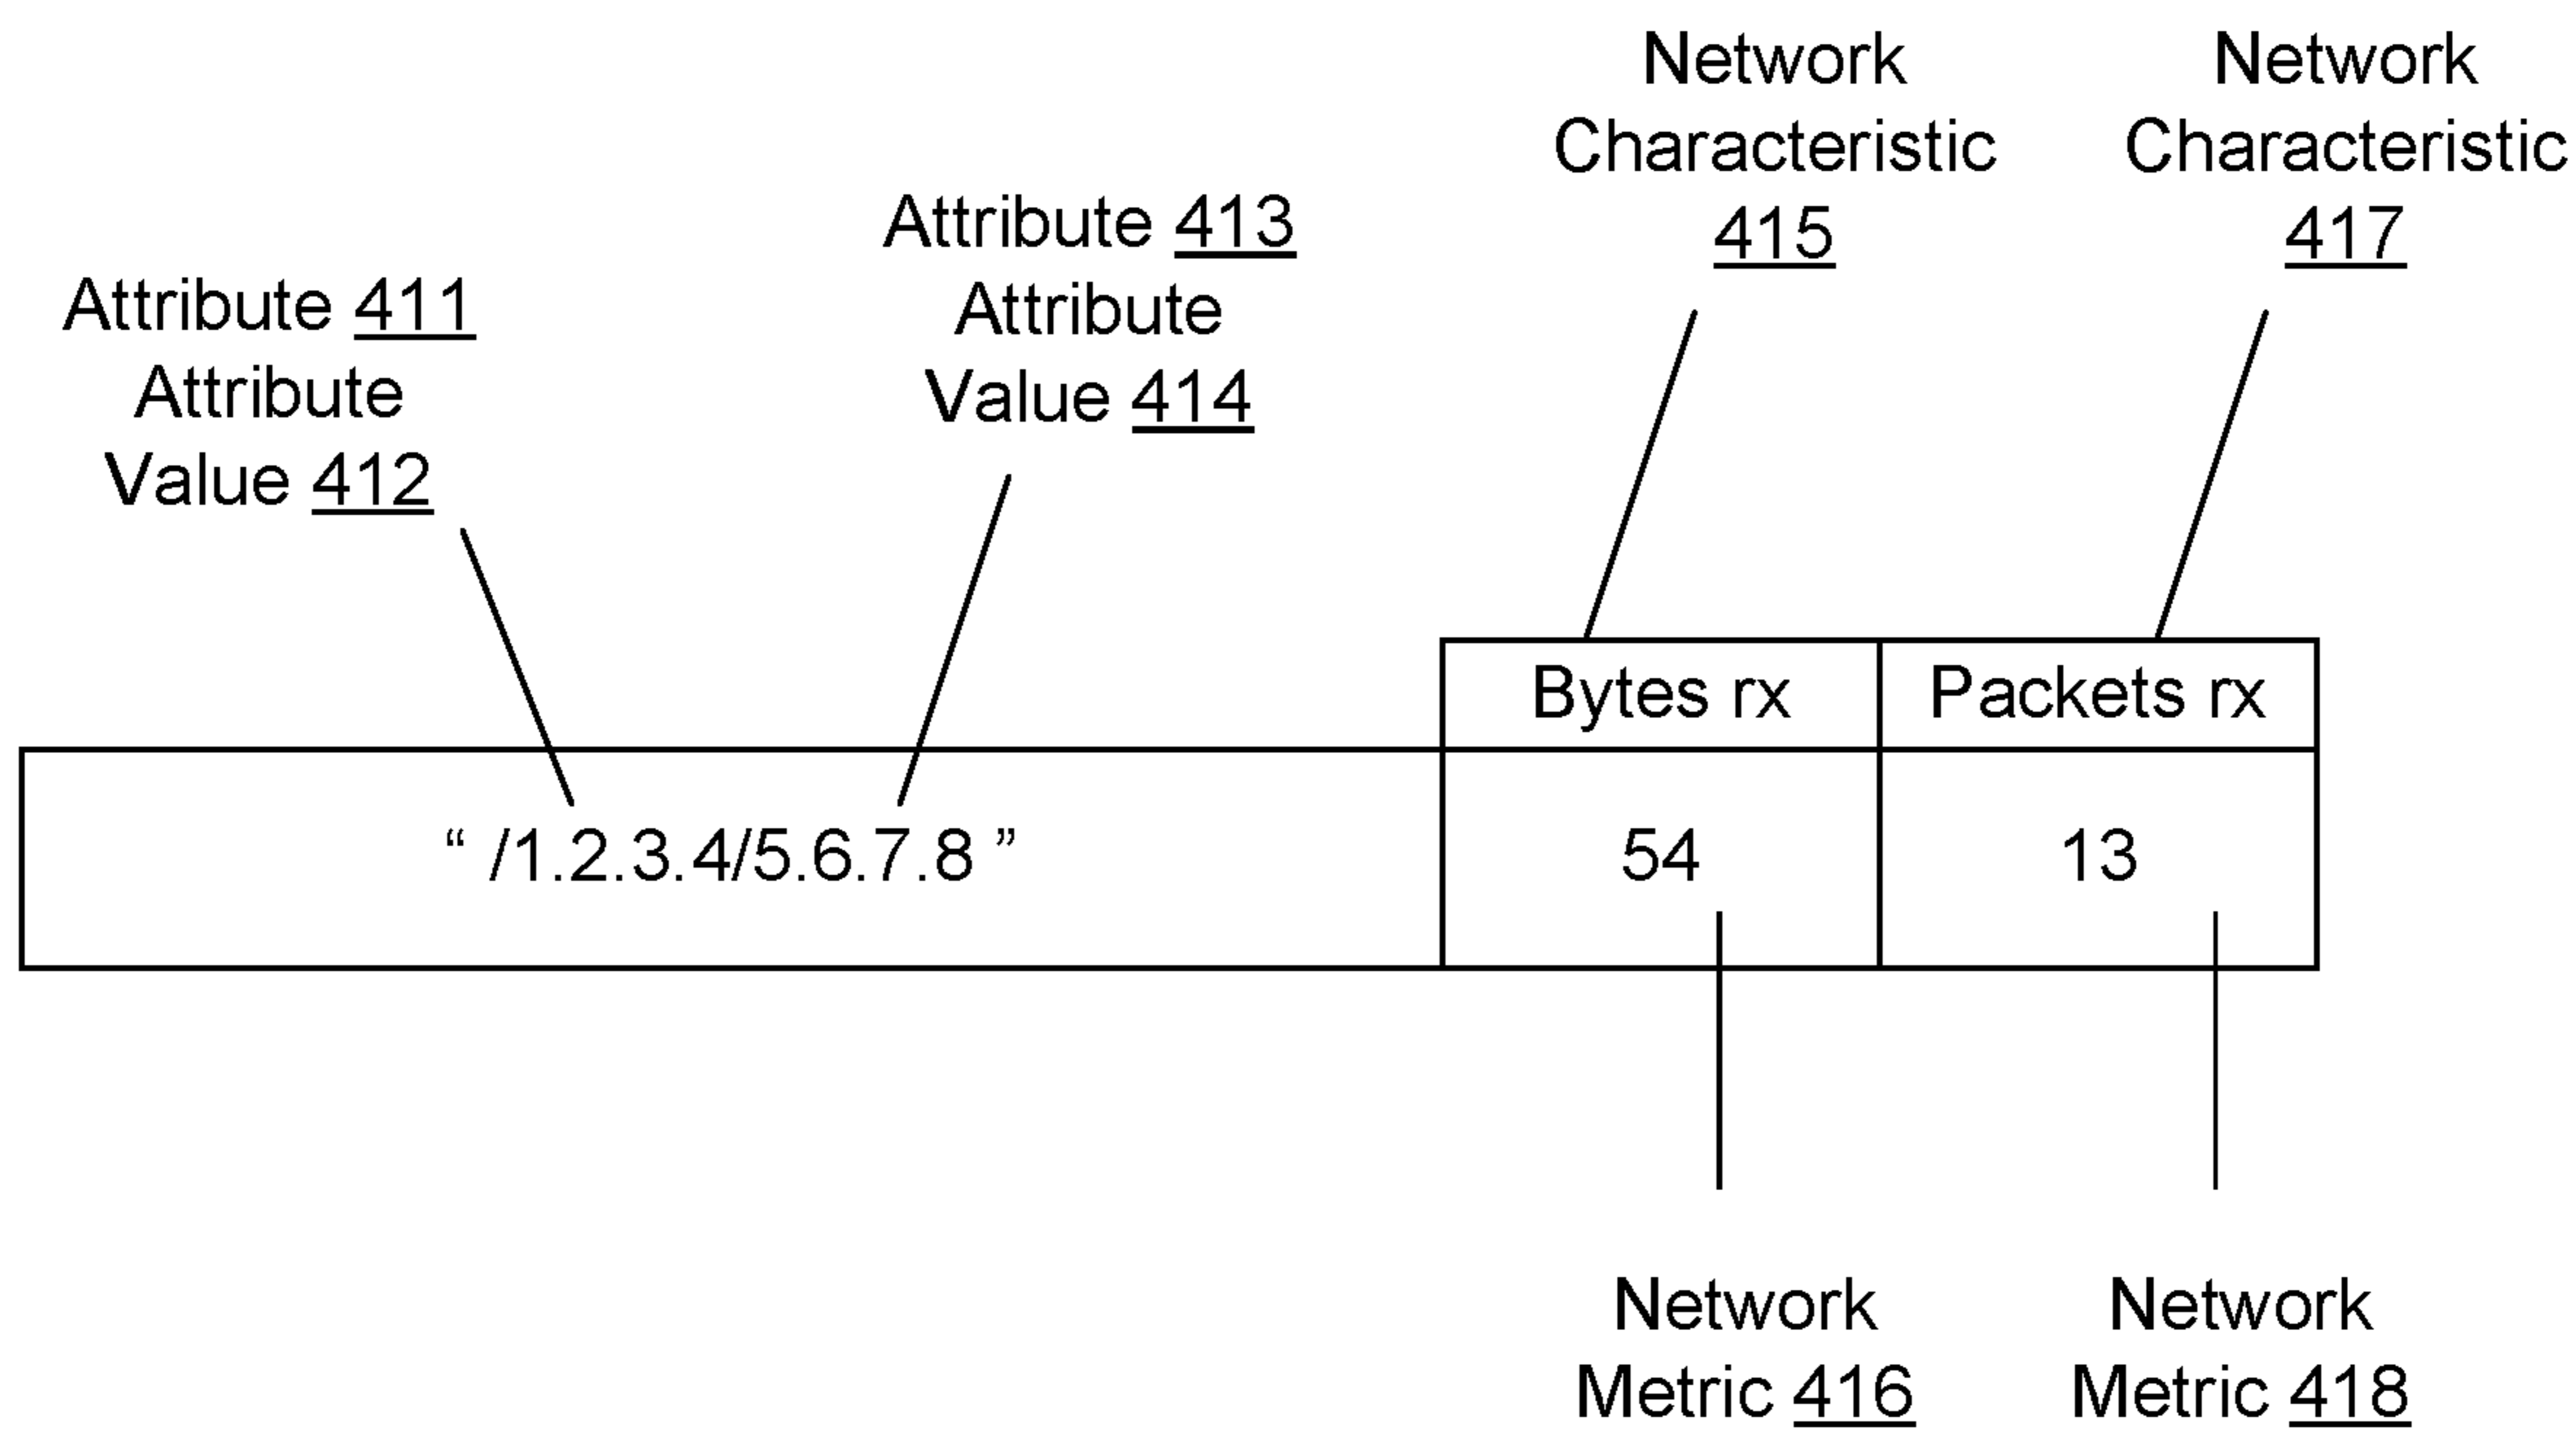 Network
Characteristic
415
Network
Characteristic
417
Attribute 413
Attribute
Value 414
Attribute 411
Attribute
Value 412
Bytes rx
Packets rx
“ /1.2.3.4/5.6.7.8 ”
54
13
Network
Metric 416
Network
Metric 418